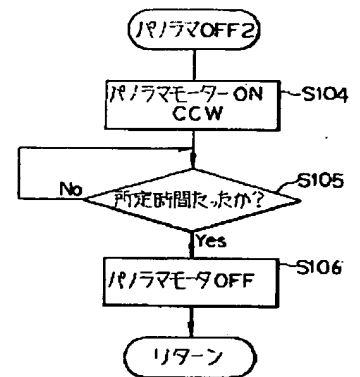 パノラマOFF2
パノラマモーターON
CCW
S104
所定時間たったか?
S105
No
Yes
パノラマモータOFF
S106
リターン